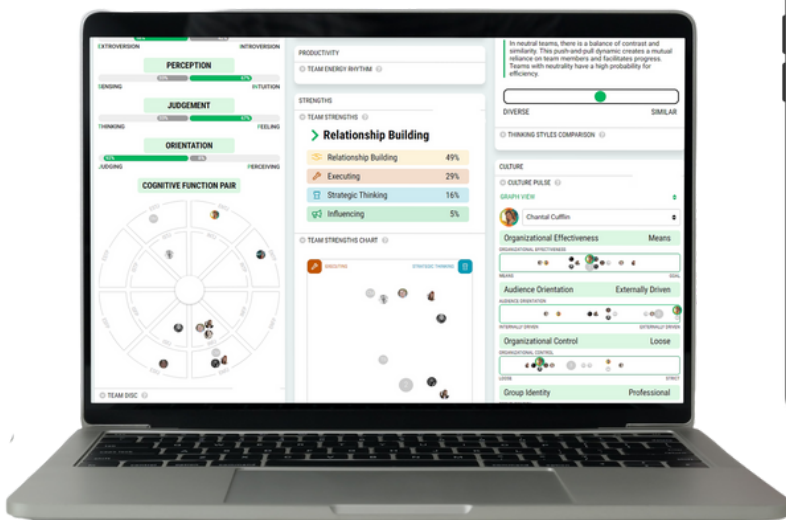 EXTROVERSION INTROVERSION
PERCEPTION
SENSING INTUITION
JUDGEMENT
THINKING FEELING
ORIENTATION
JUDGING PERCEIVING
COGNITIVE FUNCTION PAIR
TEAM DISC
PRODUCTIVITY
TEAM ENERGY RHYTHM
STRENGTHS
TEAM STRENGTHS
Relationship Building
Relationship Building 49%
Executing 29%
Strategic Thinking 16%
Influencing 5%
TEAM STRENGTHS CHART
EXECUTING STRATEGIC THINKING
In neutral teams, there is a balance of contrast and
similarity. This push-and-pull dynamic creates a mutual
reliance on team members and facilitates progress.
Teams with neutrality have a high probability for
efficiency.
DIVERSE SIMILAR
THINKING STYLES COMPARISON
CULTURE
CULTURE PULSE
GRAPH VIEW
Chantal Cufflin
Organizational Effectiveness Means
ORGANIZATIONAL EFFECTIVENESS
MEANS GOAL
Audience Orientation Externally Driven
AUDIENCE ORIENTATION
INTERNALLY DRIVEN EXTERNALLY DRIVEN
Organizational Control Loose
ORGANIZATIONAL CONTROL
LOOSE STRICT
Group Identity Professional